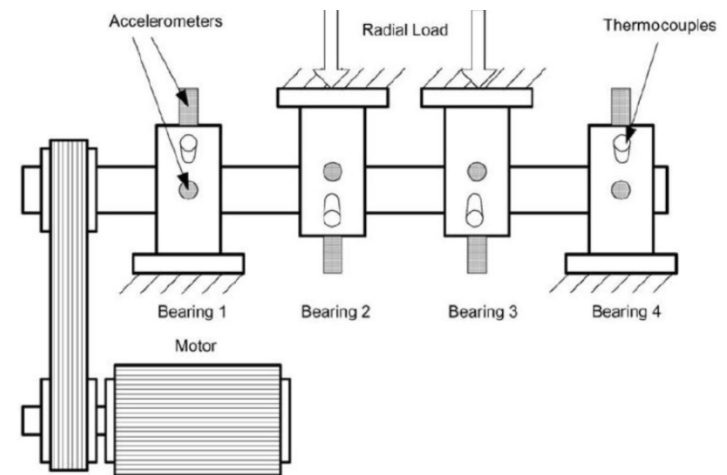 Accelerometers
Radial Load
Thermocouples
Bearing 1
Bearing 2
Bearing 3
Bearing 4
Motor